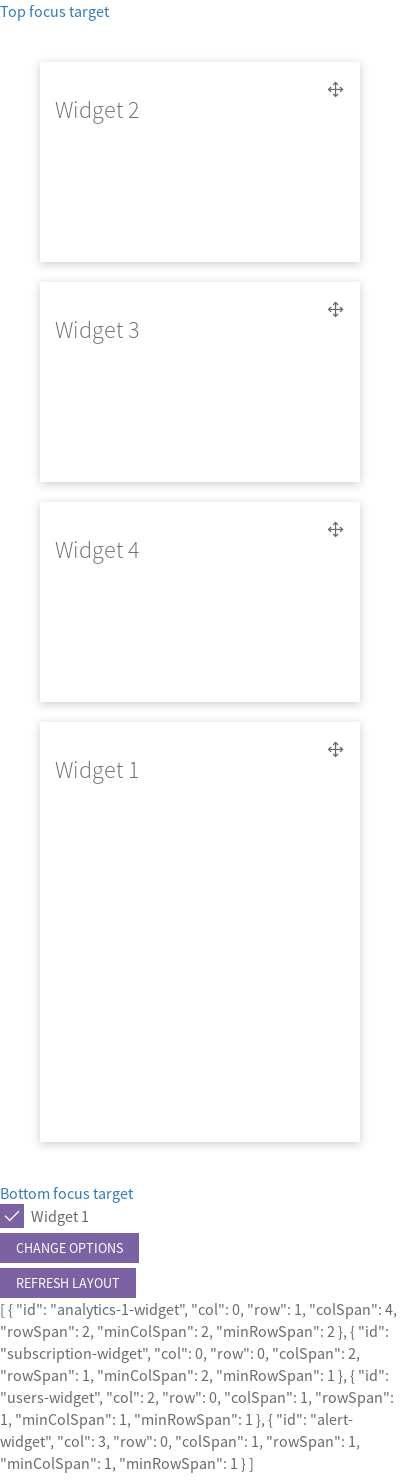 Top focus target
Widget 2
Widget 3
Widget 4
Widget 1
Bottom focus target
Widget 1
CHANGE OPTIONS
REFRESH LAYOUT
[ { "id": "analytics-1-widget", "col": 0, "row": 1, "colSpan": 4,
"rowSpan": 2, "minColSpan": 2, "minRowSpan": 2 }, { "id":
"subscription-widget", "col": 0, "row": 0, "colSpan": 2,
"rowSpan": 1, "minColSpan": 2, "minRowSpan": 1 }, { "id":
"users-widget", "col": 2, "row": 0, "colSpan": 1, "rowSpan":
1, "minColSpan": 1, "minRowSpan": 1 }, { "id": "alert-
widget", "col": 3, "row": 0, "colSpan": 1, "rowSpan": 1,
"minColSpan": 1, "minRowSpan": 1 } ]